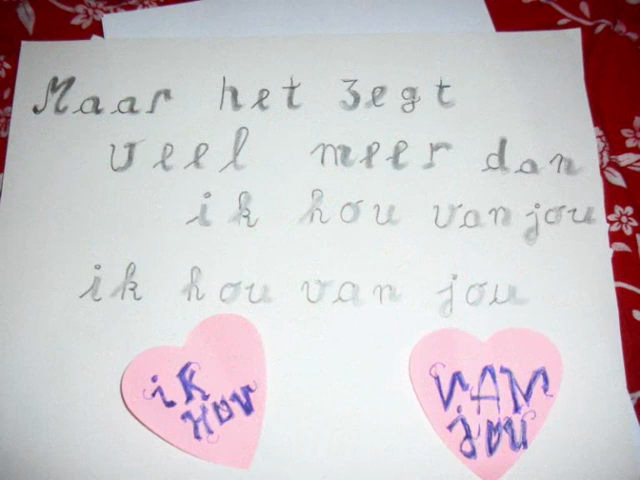 Maar het zegt
veel meer dan
ik hou van jou
ik hou van jou
iK
HOU
VAN
jOU